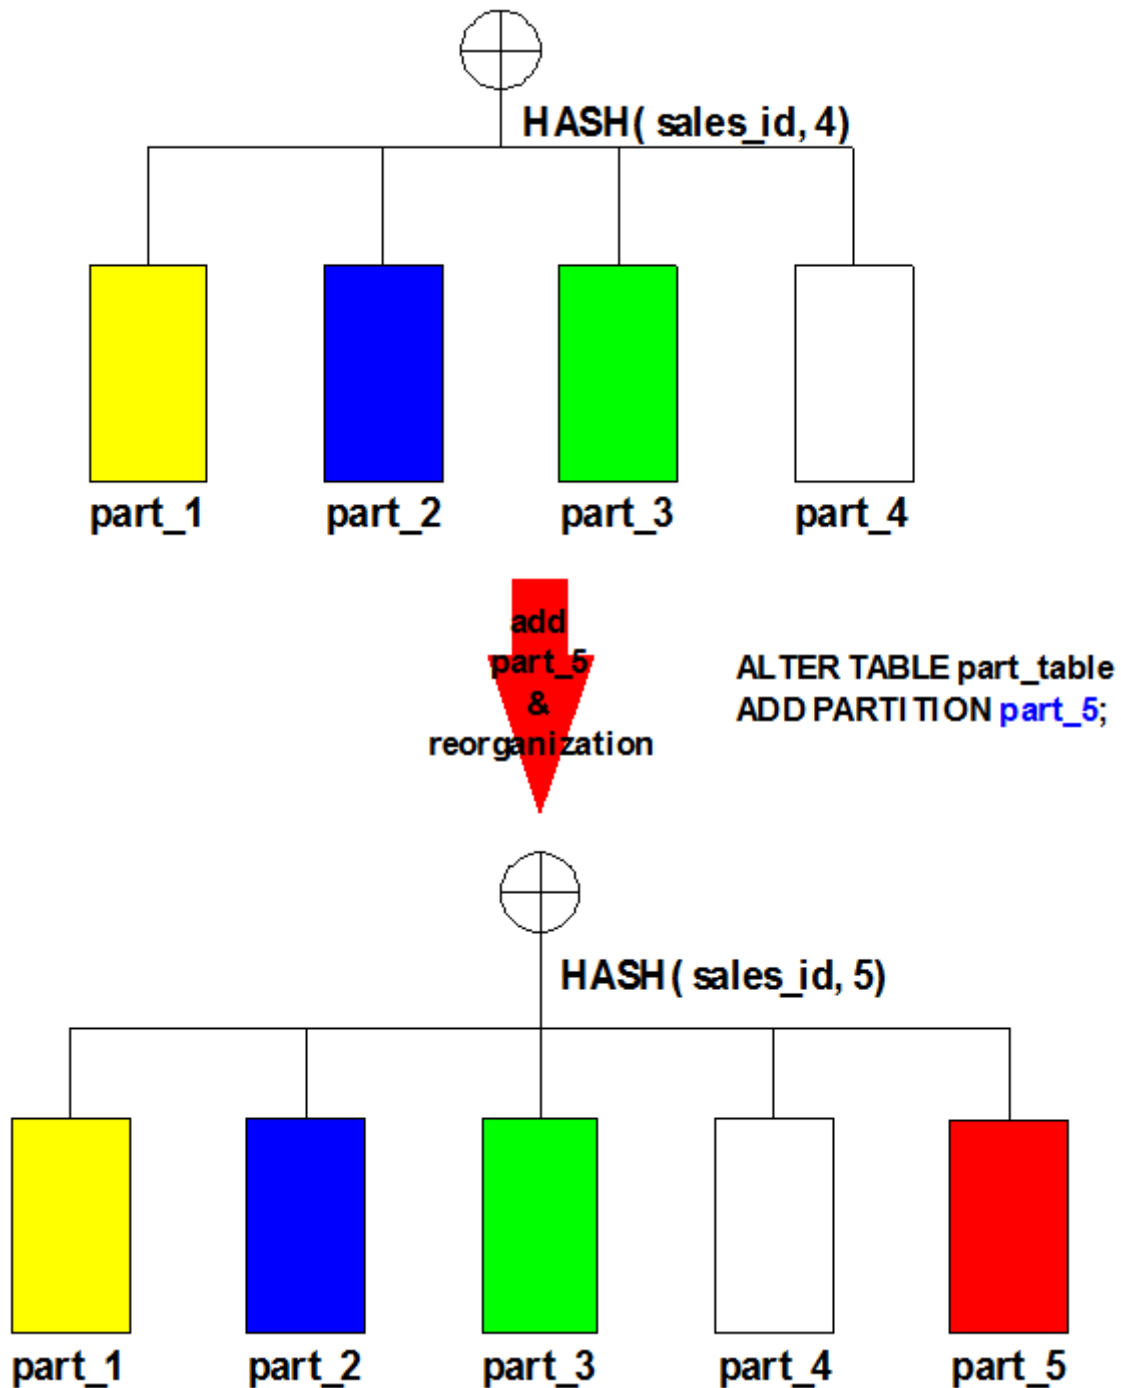 HASH( sales_id, 4)
part_1 part_2 part_3 part_4
add
part_5
&
reorganization
ALTER TABLE part_table
ADD PARTITION part_5;
HASH( sales_id, 5)
part_1 part_2 part_3 part_4 part_5